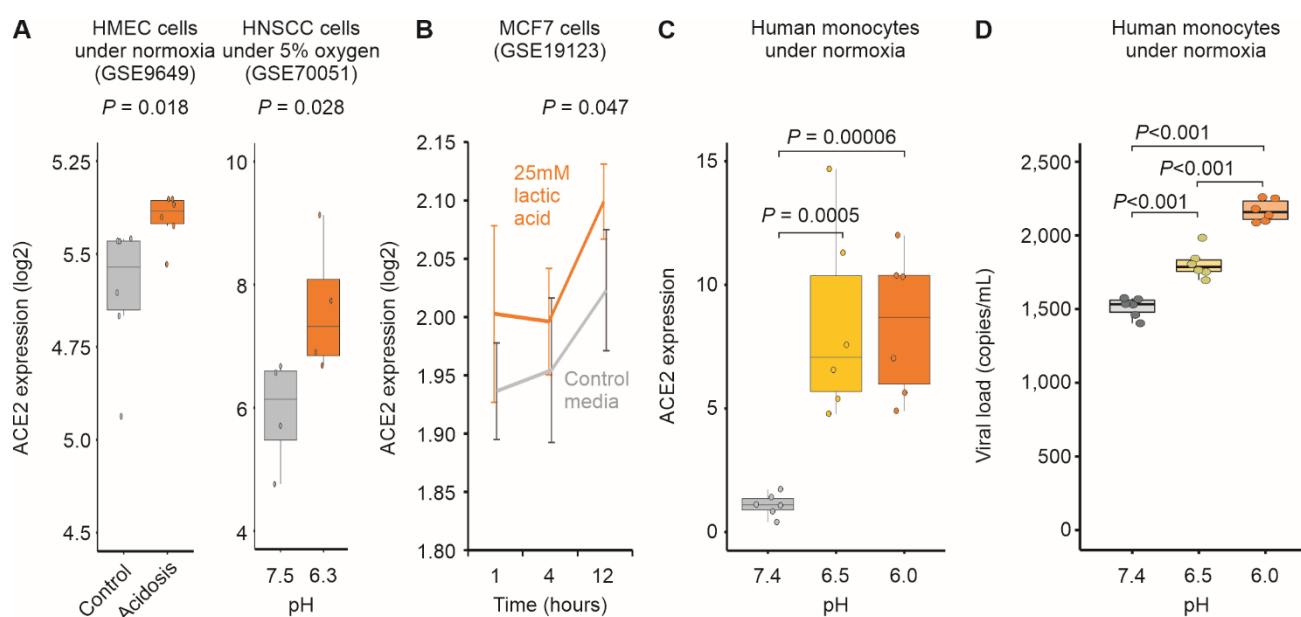 A
HMEC cells
under normoxia
(GSE9649)
P = 0.018
HNSCC cells
under 5% oxygen
(GSE70051)
P = 0.028
ACE2 expression (log2)
5.25
5.5
4.75
5.0
4.5
Control
Acidosis
10
8
6
4
7.5
6.3
pH
B
MCF7 cells
(GSE19123)
P = 0.047
ACE2 expression (log2)
2.15
2.10
2.05
2.00
1.95
1.90
1.85
1.80
25mM
lactic
acid
Control
media
1
4
12
Time (hours)
C
Human monocytes
under normoxia
P = 0.00006
P = 0.0005
ACE2 expression
15
10
5
0
7.4
6.5
6.0
pH
D
Human monocytes
under normoxia
P<0.001
P<0.001
P<0.001
Viral load (copies/mL)
2,500
2,000
1,500
1,000
500
0
7.4
6.5
6.0
pH